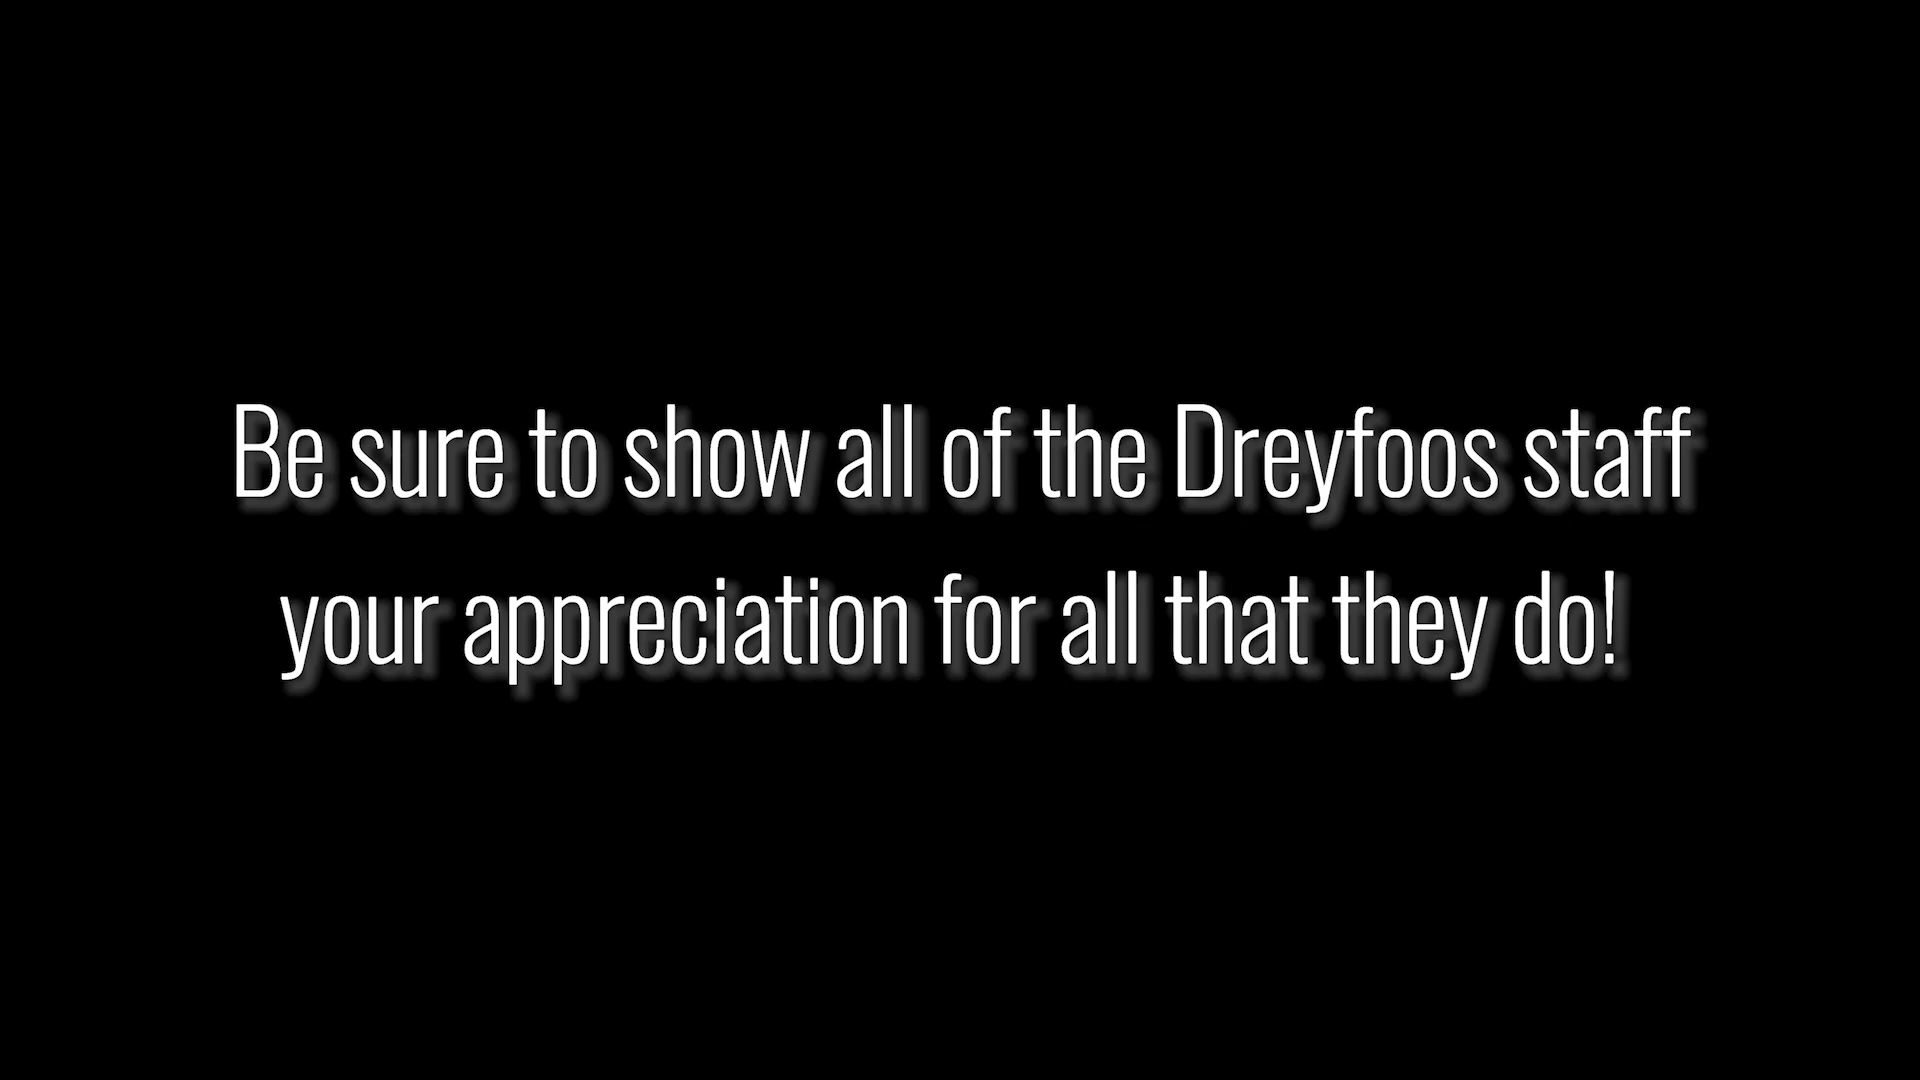 Be sure to show all of the Dreyfoos staff
your appreciation for all that they do!